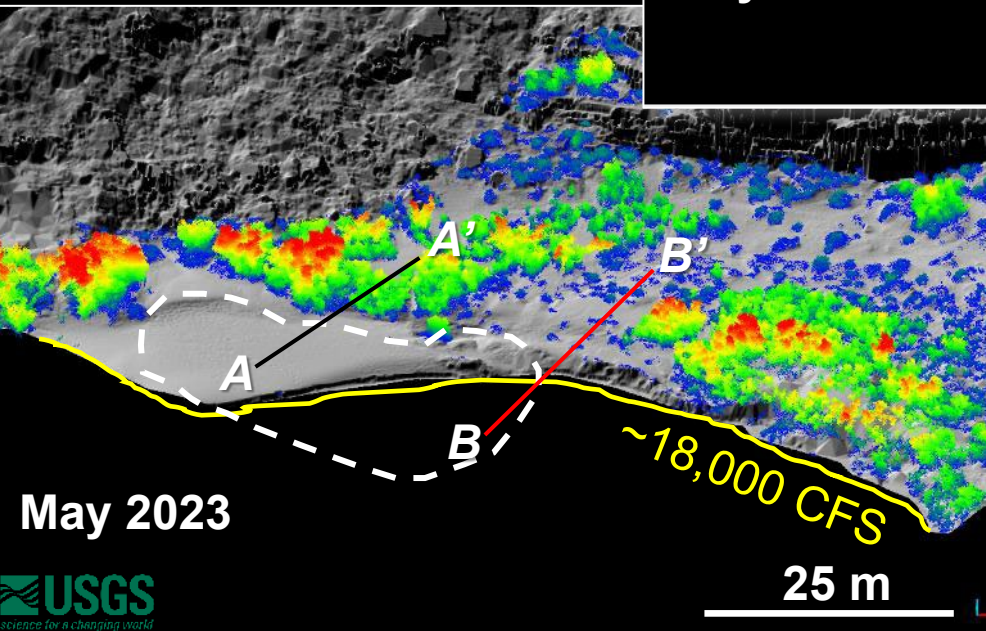 A’
B’
A
B
~18,000 CFS
May 2023
25 m
USGS
science for a changing world